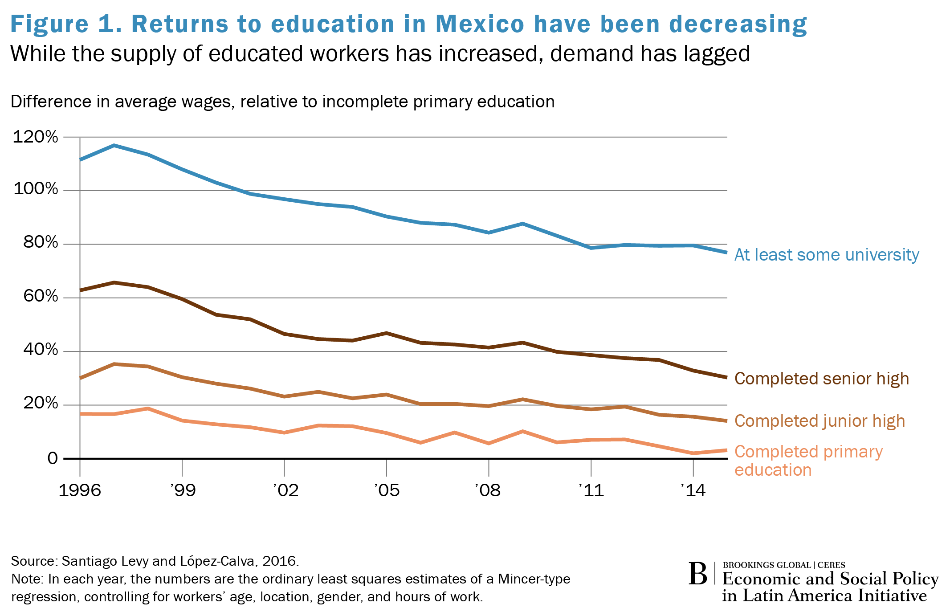 Figure 1. Returns to education in Mexico have been decreasing
While the supply of educated workers has increased, demand has lagged
Difference in average wages, relative to incomplete primary education
120%
100%
80%
60%
40%
20%
0
At least some university
Completed senior high
Completed junior high
Completed primary
education
1996 ’99 ’02 ’05 ’08 ’11 ’14
Source: Santiago Levy and López-Calva, 2016.
Note: In each year, the numbers are the ordinary least squares estimates of a Mincer-type
regression, controlling for workers’ age, location, gender, and hours of work.
B
BROOKINGS GLOBAL | CERES
Economic and Social Policy
in Latin America Initiative